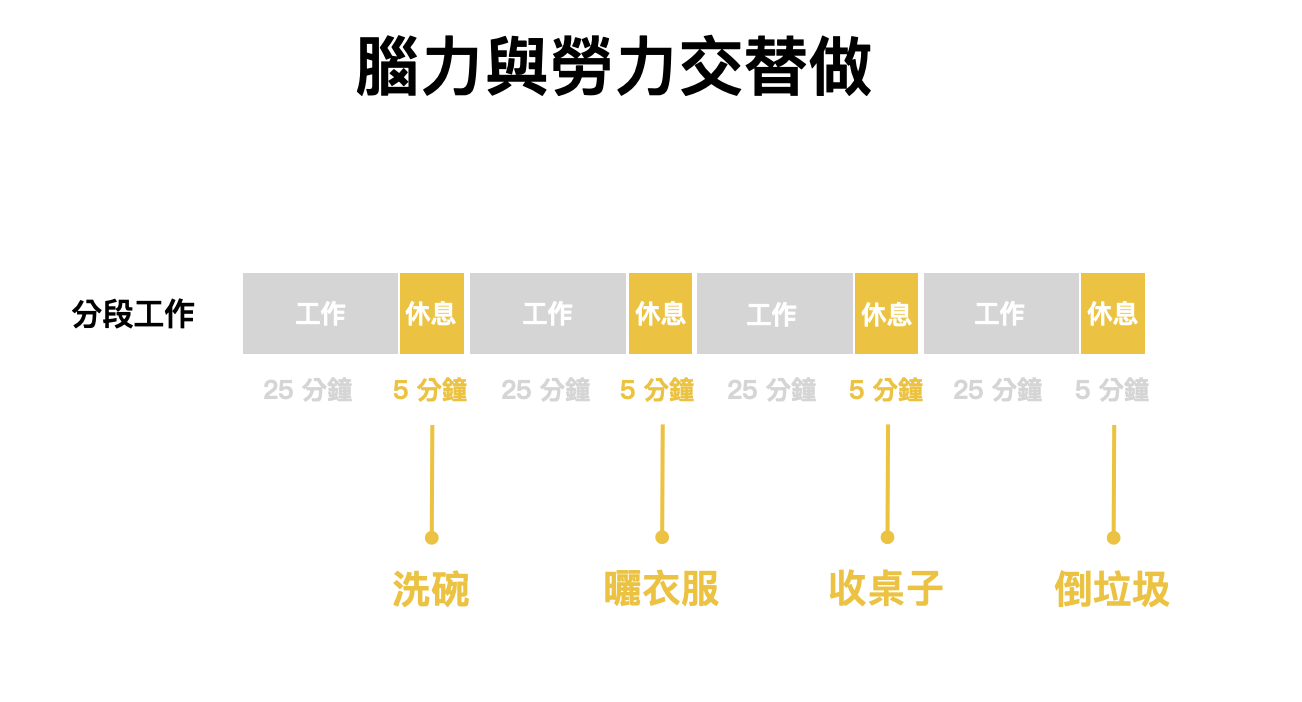 腦力與勞力交替做
分段工作 工作 休息 工作 休息 工作 休息 工作 休息
25 分鐘 5 分鐘 25 分鐘 5 分鐘 25 分鐘 5 分鐘 25 分鐘 5 分鐘
洗碗 曬衣服 收桌子 倒垃圾